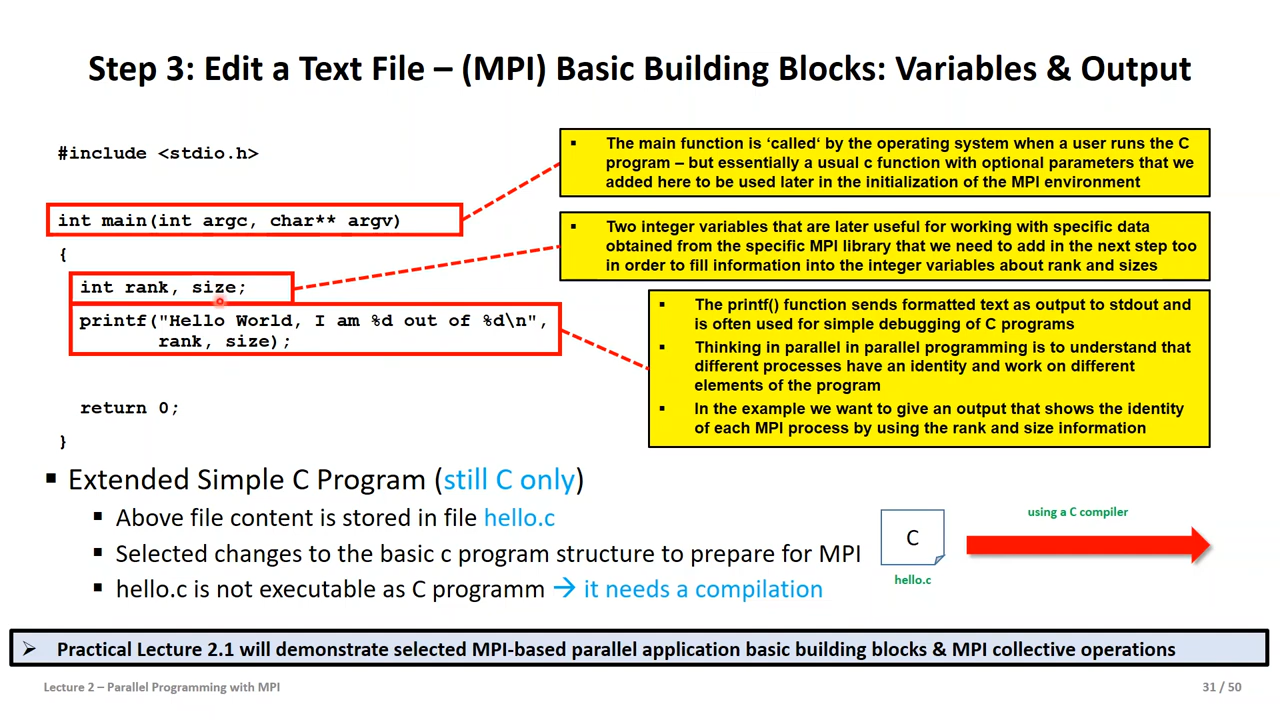 Step 3: Edit a Text File – (MPI) Basic Building Blocks: Variables & Output
#include <stdio.h>
int main(int argc, char** argv)
{
int rank, size;
printf("Hello World, I am %d out of %d\n",
rank, size);
return 0;
}
▪ The main function is ‘called‘ by the operating system when a user runs the C
program – but essentially a usual c function with optional parameters that we
added here to be used later in the initialization of the MPI environment
▪ Two integer variables that are later useful for working with specific data
obtained from the specific MPI library that we need to add in the next step too
in order to fill information into the integer variables about rank and sizes
▪ The printf() function sends formatted text as output to stdout and
is often used for simple debugging of C programs
▪ Thinking in parallel in parallel programming is to understand that
different processes have an identity and work on different
elements of the program
▪ In the example we want to give an output that shows the identity
of each MPI process by using the rank and size information
▪ Extended Simple C Program (still C only)
▪ Above file content is stored in file hello.c
▪ Selected changes to the basic c program structure to prepare for MPI
▪ hello.c is not executable as C programm → it needs a compilation
C
hello.c
using a C compiler
➢ Practical Lecture 2.1 will demonstrate selected MPI-based parallel application basic building blocks & MPI collective operations
Lecture 2 – Parallel Programming with MPI
31 / 50